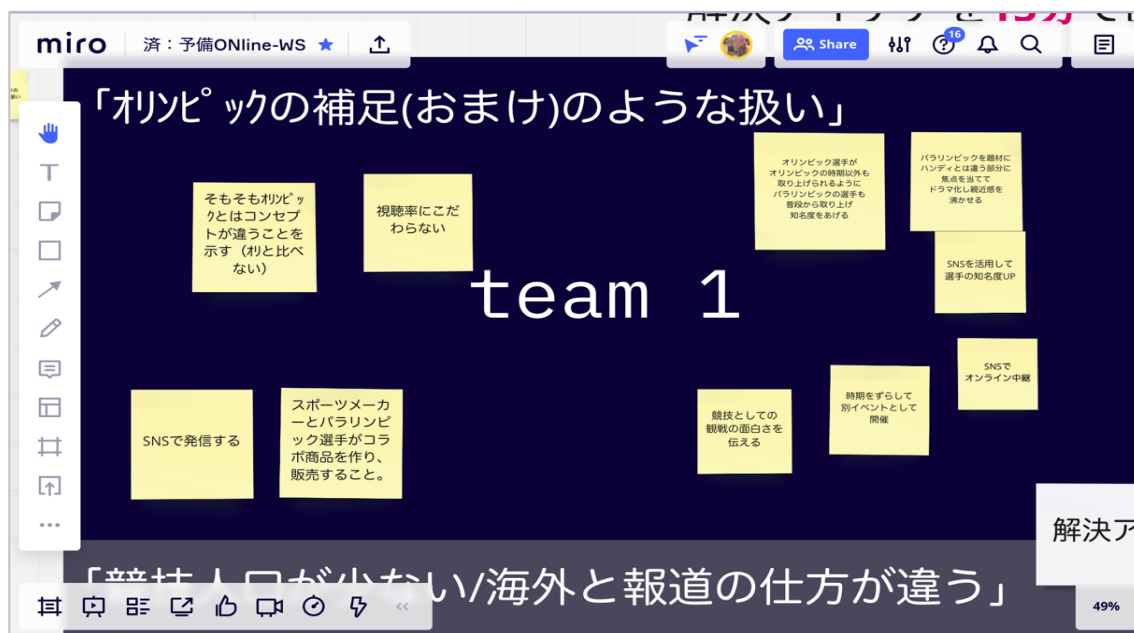 解決アイデアを15分で
miro 済：予備ONline-WS
Share
16
「ｵﾘﾝﾋﾟｯｸの補足(おまけ)のような扱い」
そもそもｵﾘﾝﾋﾟｯ
ｸとはコンセプ
トが違うことを
示す（ｵﾘと比べ
ない）
視聴率にこだ
わらない
オリンピック選手が
オリンピックの時期以外も
取り上げられるように
パラリンピックの選手も
普段から取り上げ
知名度をあげる
パラリンピックを題材に
ハンディとは違う部分に
焦点を当てて
ドラマ化し親近感を
沸かせる
SNSを活用して
選手の知名度UP
team 1
SNSで
オンライン中継
時期をずらして
別イベントとして
開催
競技としての
観戦の面白さを
伝える
SNSで発信する
スポーツメーカ
ーとパラリンピ
ック選手がコラ
ボ商品を作り、
販売すること。
解決ア
「競技人口が少ない/海外と報道の仕方が違う」
49%